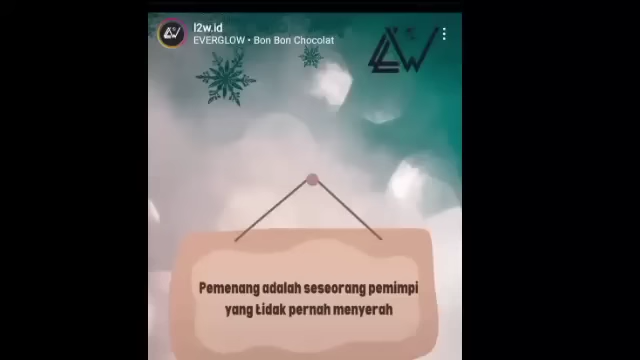 l2w.id
EVERGLOW • Bon Bon Chocolat
Pemenang adalah seseorang pemimpi
yang tidak pernah menyerah